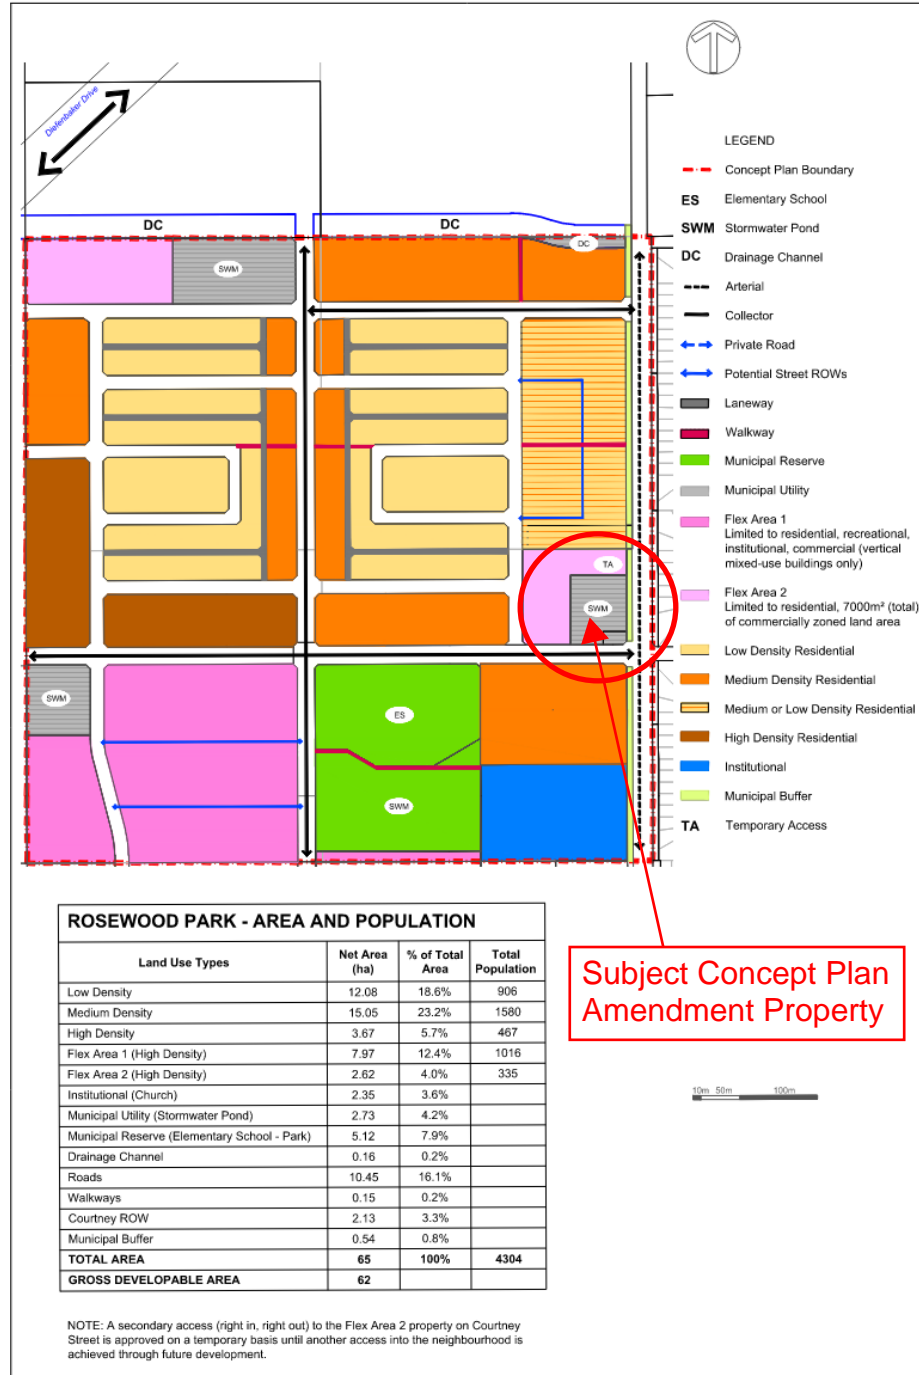 Diefenbaker Drive
DC
DC
DC
SWM
TA
SWM
SWM
ES
SWM
LEGEND
Concept Plan Boundary
ES Elementary School
SWM Stormwater Pond
DC Drainage Channel
Arterial
Collector
Private Road
Potential Street ROWs
Laneway
Walkway
Municipal Reserve
Municipal Utility
Flex Area 1
Limited to residential, recreational,
institutional, commercial (vertical
mixed-use buildings only)
Flex Area 2
Limited to residential, 7000m² (total)
of commercially zoned land area
Low Density Residential
Medium Density Residential
Medium or Low Density Residential
High Density Residential
Institutional
Municipal Buffer
TA Temporary Access
Subject Concept Plan
Amendment Property
10m 50m 100m
ROSEWOOD PARK - AREA AND POPULATION
Land Use Types Net Area (ha) % of Total Area Total Population
Low Density 12.08 18.6% 906
Medium Density 15.05 23.2% 1580
High Density 3.67 5.7% 467
Flex Area 1 (High Density) 7.97 12.4% 1016
Flex Area 2 (High Density) 2.62 4.0% 335
Institutional (Church) 2.35 3.6%
Municipal Utility (Stormwater Pond) 2.73 4.2%
Municipal Reserve (Elementary School - Park) 5.12 7.9%
Drainage Channel 0.16 0.2%
Roads 10.45 16.1%
Walkways 0.15 0.2%
Courtney ROW 2.13 3.3%
Municipal Buffer 0.54 0.8%
TOTAL AREA 65 100% 4304
GROSS DEVELOPABLE AREA 62
NOTE: A secondary access (right in, right out) to the Flex Area 2 property on Courtney
Street is approved on a temporary basis until another access into the neighbourhood is
achieved through future development.